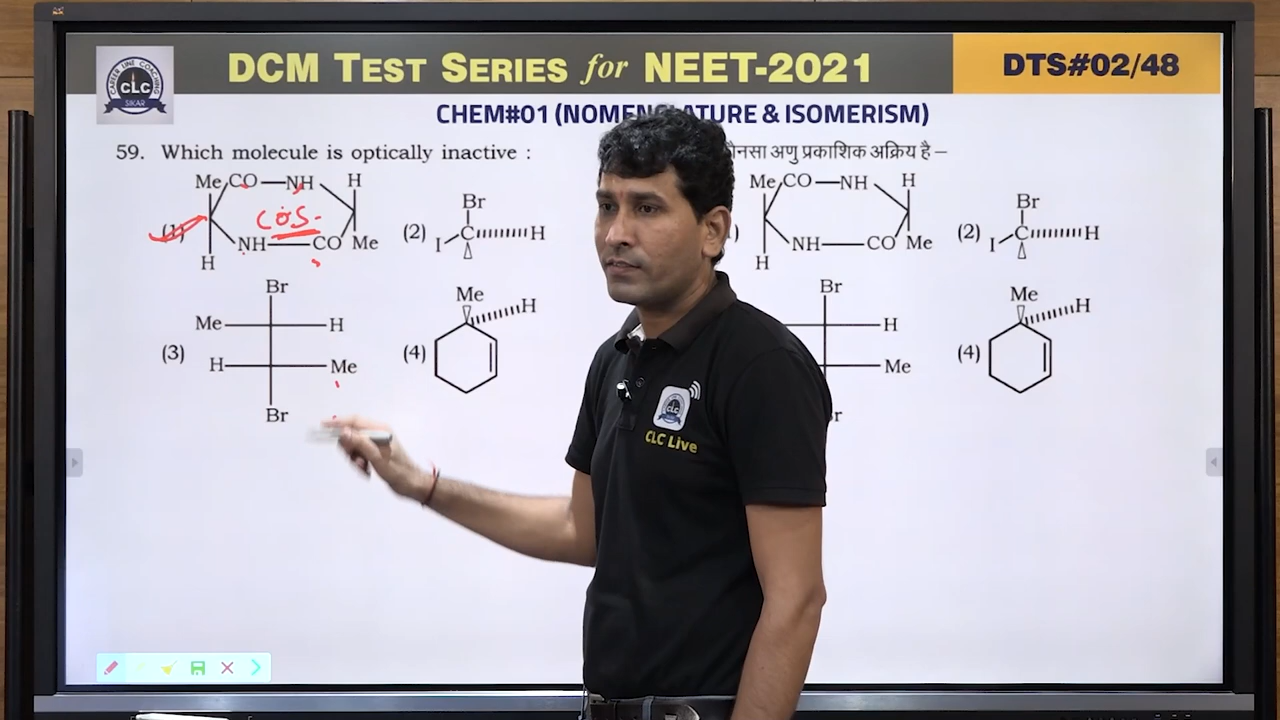 DCM TEST SERIES for NEET-2021
DTS#02/48
CAREER LINE COACHING
CLC
SIKAR
CHEM#01 (NOMENCLATURE & ISOMERISM)
59. Which molecule is optically inactive :
कौनसा अणु प्रकाशिक अक्रिय है –
(1) Me CO NH H H NH CO Me
COS
(2) Br I C H
(3) Br Me H H Me Br
(4) Me H
Me CO NH H H NH CO Me
(2) Br I C H
Br H Me Br
(4) Me H
CLC
CLC Live